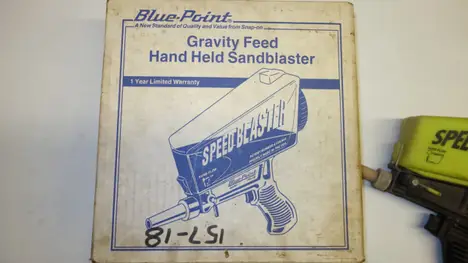 Blue-Point®
A New Standard of Quality and Value from Snap-on
Gravity Feed
Hand Held Sandblaster
1 Year Limited Warranty
SPEED BLASTER
157-18
SPEED